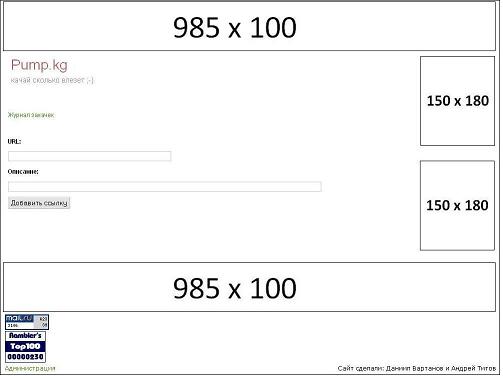 985 x 100
Pump.kg
качай сколько влезет ;-)
150 x 180
Журнал закачек
URL:
Описание:
150 x 180
Добавить ссылку
985 x 100
mail.ru
Rambler's
Top100
00000230
Администрация
Сайт сделали: Даниил Вартанов и Андрей Титов